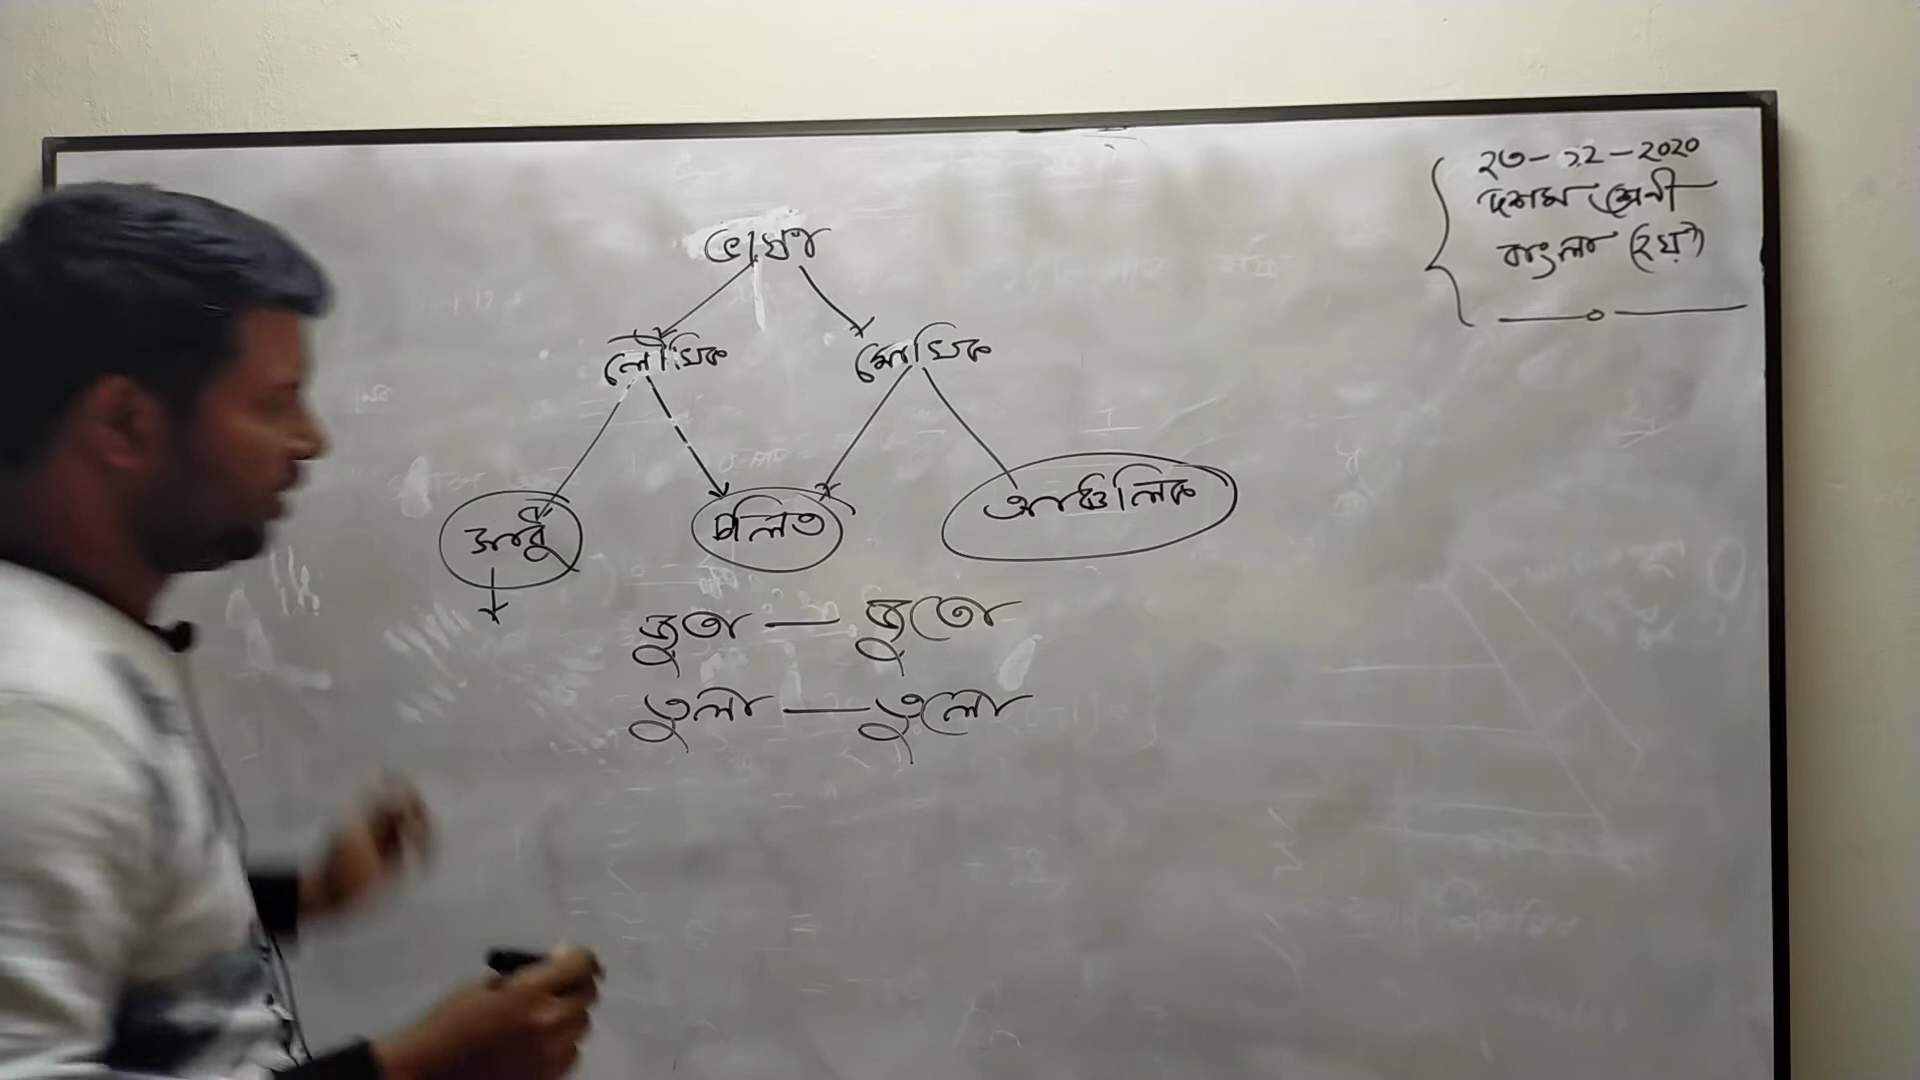 ২৩-১২-২০২০
দশম শ্রেনী
বাংলা (২য়)
ভাষা
লৈখিক মৌখিক
সাধু চলিত আঞ্চলিক
জুতা — জুতো
তুলা — তুলো